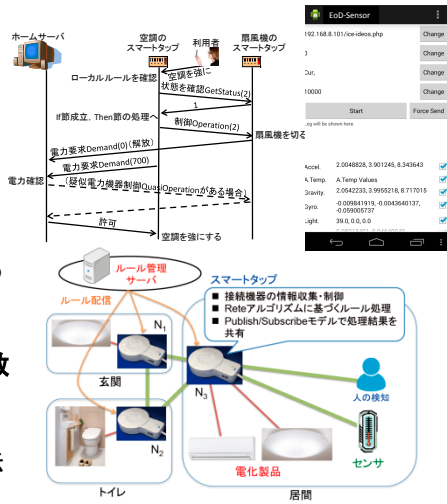 ホームサーバ
空調の
スマートタップ
利用者
扇風機の
スマートタップ
ローカルルールを確認
空調を強に
状態を確認GetStatus(2)
1
If節成立、Then節の処理へ
制御Operation(2)
扇風機を切る
電力要求Demand(0)(解放)
電力要求Demand(700)
電力確認
(疑似電力機器制御QuasiOperationがある場合)
許可
空調を強にする
EoD-Sensor
192.168.8.101/ice-ideos.php
Change
Change
Cur,
Change
10000
Change
Start
Force Send
Log will be shown here.
Accel.
2.0048828, 3.901245, 8.343643
A.Temp.
A.Temp Values
Gravity.
2.0542233, 3.9955218, 8.717015
Gyro.
-0.009841919, -0.0043640137,
-0.059005737
Light.
39.0, 0.0, 0.0
ルール管理
サーバ
ルール配信
スマートタップ
■ 接続機器の情報収集・制御
■ Reteアルゴリズムに基づくルール処理
■ Publish/Subscribeモデルで処理結果を
共有
N1
玄関
N2
トイレ
N3
人の検知
センサ
電化製品
居間